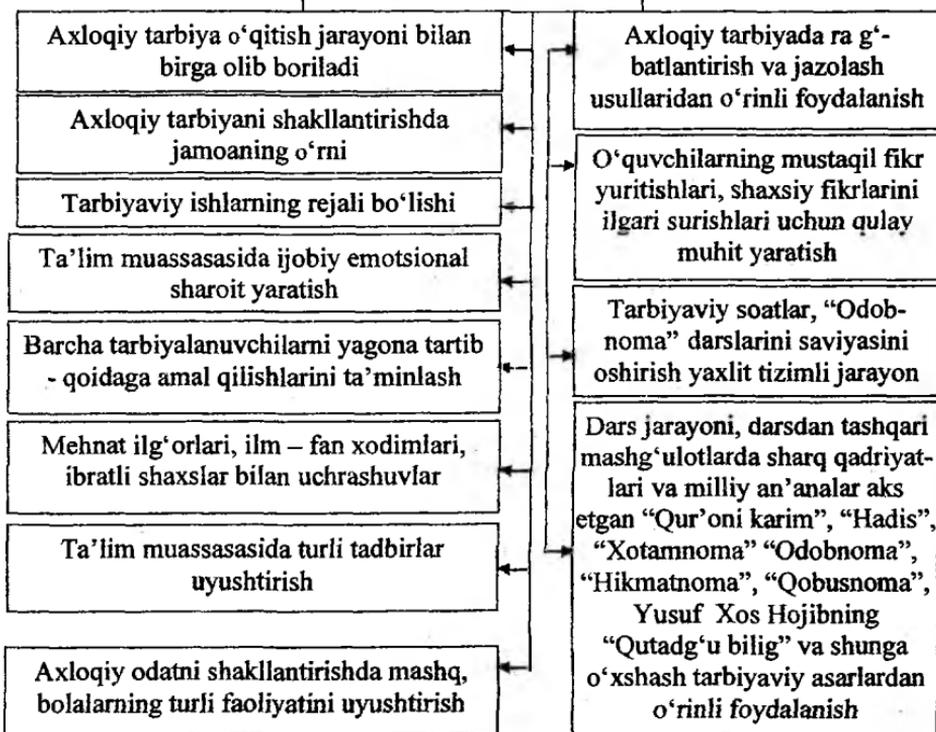 Axloqiy tarbiya o‘qitish jarayoni bilan
birga olib boriladi
Axloqiy tarbiyani shakllantirishda
jamoaning o‘rni
Tarbiyaviy ishlarning rejali bo‘lishi
Ta’lim muassasasida ijobiy emotsional
sharoit yaratish
Barcha tarbiyalanuvchilarni yagona tartib
- qoidaga amal qilishlarini ta’minlash
Mehnat ilg‘orlari, ilm – fan xodimlari,
ibratli shaxslar bilan uchrashuvlar
Ta’lim muassasasida turli tadbirlar
uyushtirish
Axloqiy odatni shakllantirishda mashq,
bolalarning turli faoliyatini uyushtirish
Axloqiy tarbiyada ra g‘-
batlantirish va jazolash
usullaridan o‘rinli foydalanish
O‘quvchilarning mustaqil fikr
yuritishlari, shaxsiy fikrlarini
ilgari surishlari uchun qulay
muhit yaratish
Tarbiyaviy soatlar, “Odob-
noma” darslarini saviyasini
oshirish yaxlit tizimli jarayon
Dars jarayoni, darsdan tashqari
mashg‘ulotlarda sharq qadriyat-
lari va milliy an’analar aks
etgan “Qur’oni karim”, “Hadis”,
“Xotamnoma” “Odobnoma”,
“Hikmatnoma”, “Qobusnoma”,
Yusuf Xos Hojibning
“Qutadg‘u bilig” va shunga
o‘xshash tarbiyaviy asarlardan
o‘rinli foydalanish